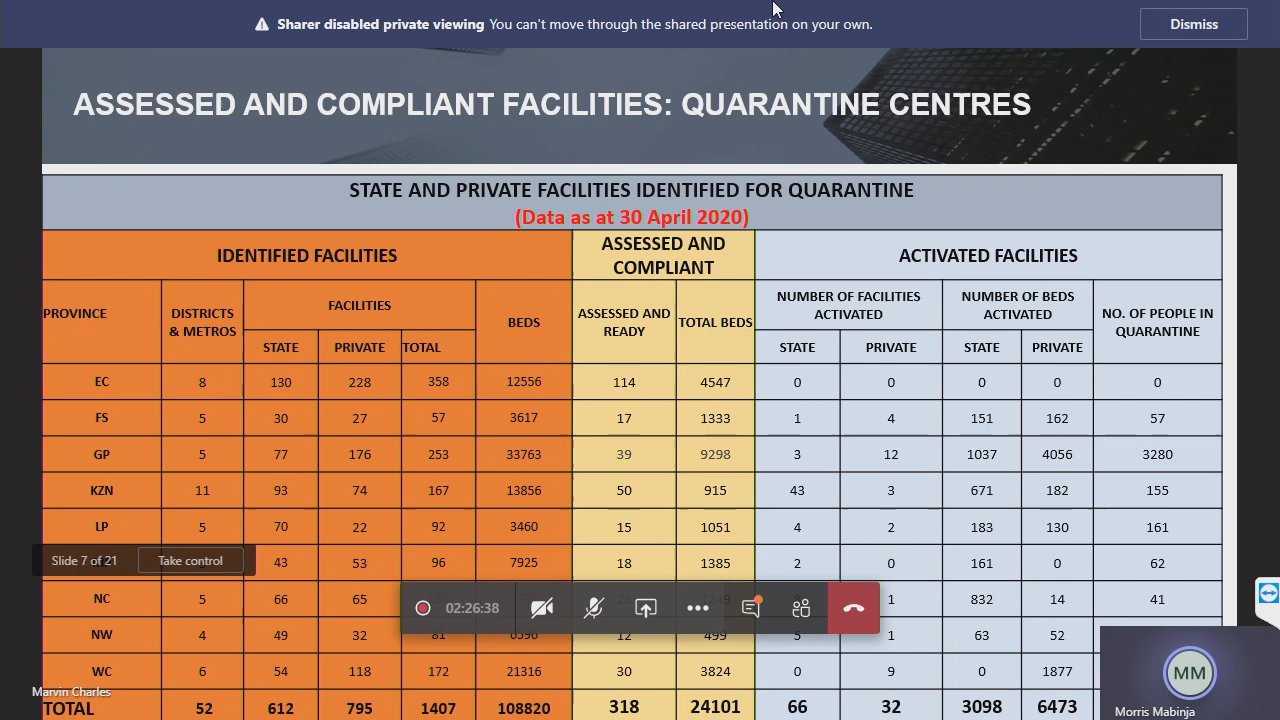 Sharer disabled private viewing You can't move through the shared presentation on your own.
Dismiss
ASSESSED AND COMPLIANT FACILITIES: QUARANTINE CENTRES
STATE AND PRIVATE FACILITIES IDENTIFIED FOR QUARANTINE
(Data as at 30 April 2020)
IDENTIFIED FACILITIES
ASSESSED AND
COMPLIANT
ACTIVATED FACILITIES
PROVINCE
DISTRICTS
& METROS
FACILITIES
BEDS
ASSESSED AND
READY
TOTAL BEDS
NUMBER OF FACILITIES
ACTIVATED
NUMBER OF BEDS
ACTIVATED
NO. OF PEOPLE IN
QUARANTINE
STATE PRIVATE TOTAL STATE PRIVATE STATE PRIVATE
EC 8 130 228 358 12556 114 4547 0 0 0 0 0
FS 5 30 27 57 3617 17 1333 1 4 151 162 57
GP 5 77 176 253 33763 39 9298 3 12 1037 4056 3280
KZN 11 93 74 167 13856 50 915 43 3 671 182 155
LP 5 70 22 92 3460 15 1051 4 2 183 130 161
43 53 96 7925 18 1385 2 0 161 0 62
Slide 7 of 21 Take control
NC 5 66 65 1 832 14 41
02:26:38
NW 4 49 32 81 12 499 5 1 63 52
WC 6 54 118 172 21316 30 3824 0 9 0 1877
MM
Marvin Charles
TOTAL 52 612 795 1407 108820 318 24101 66 32 3098 6473
Morris Mabinja